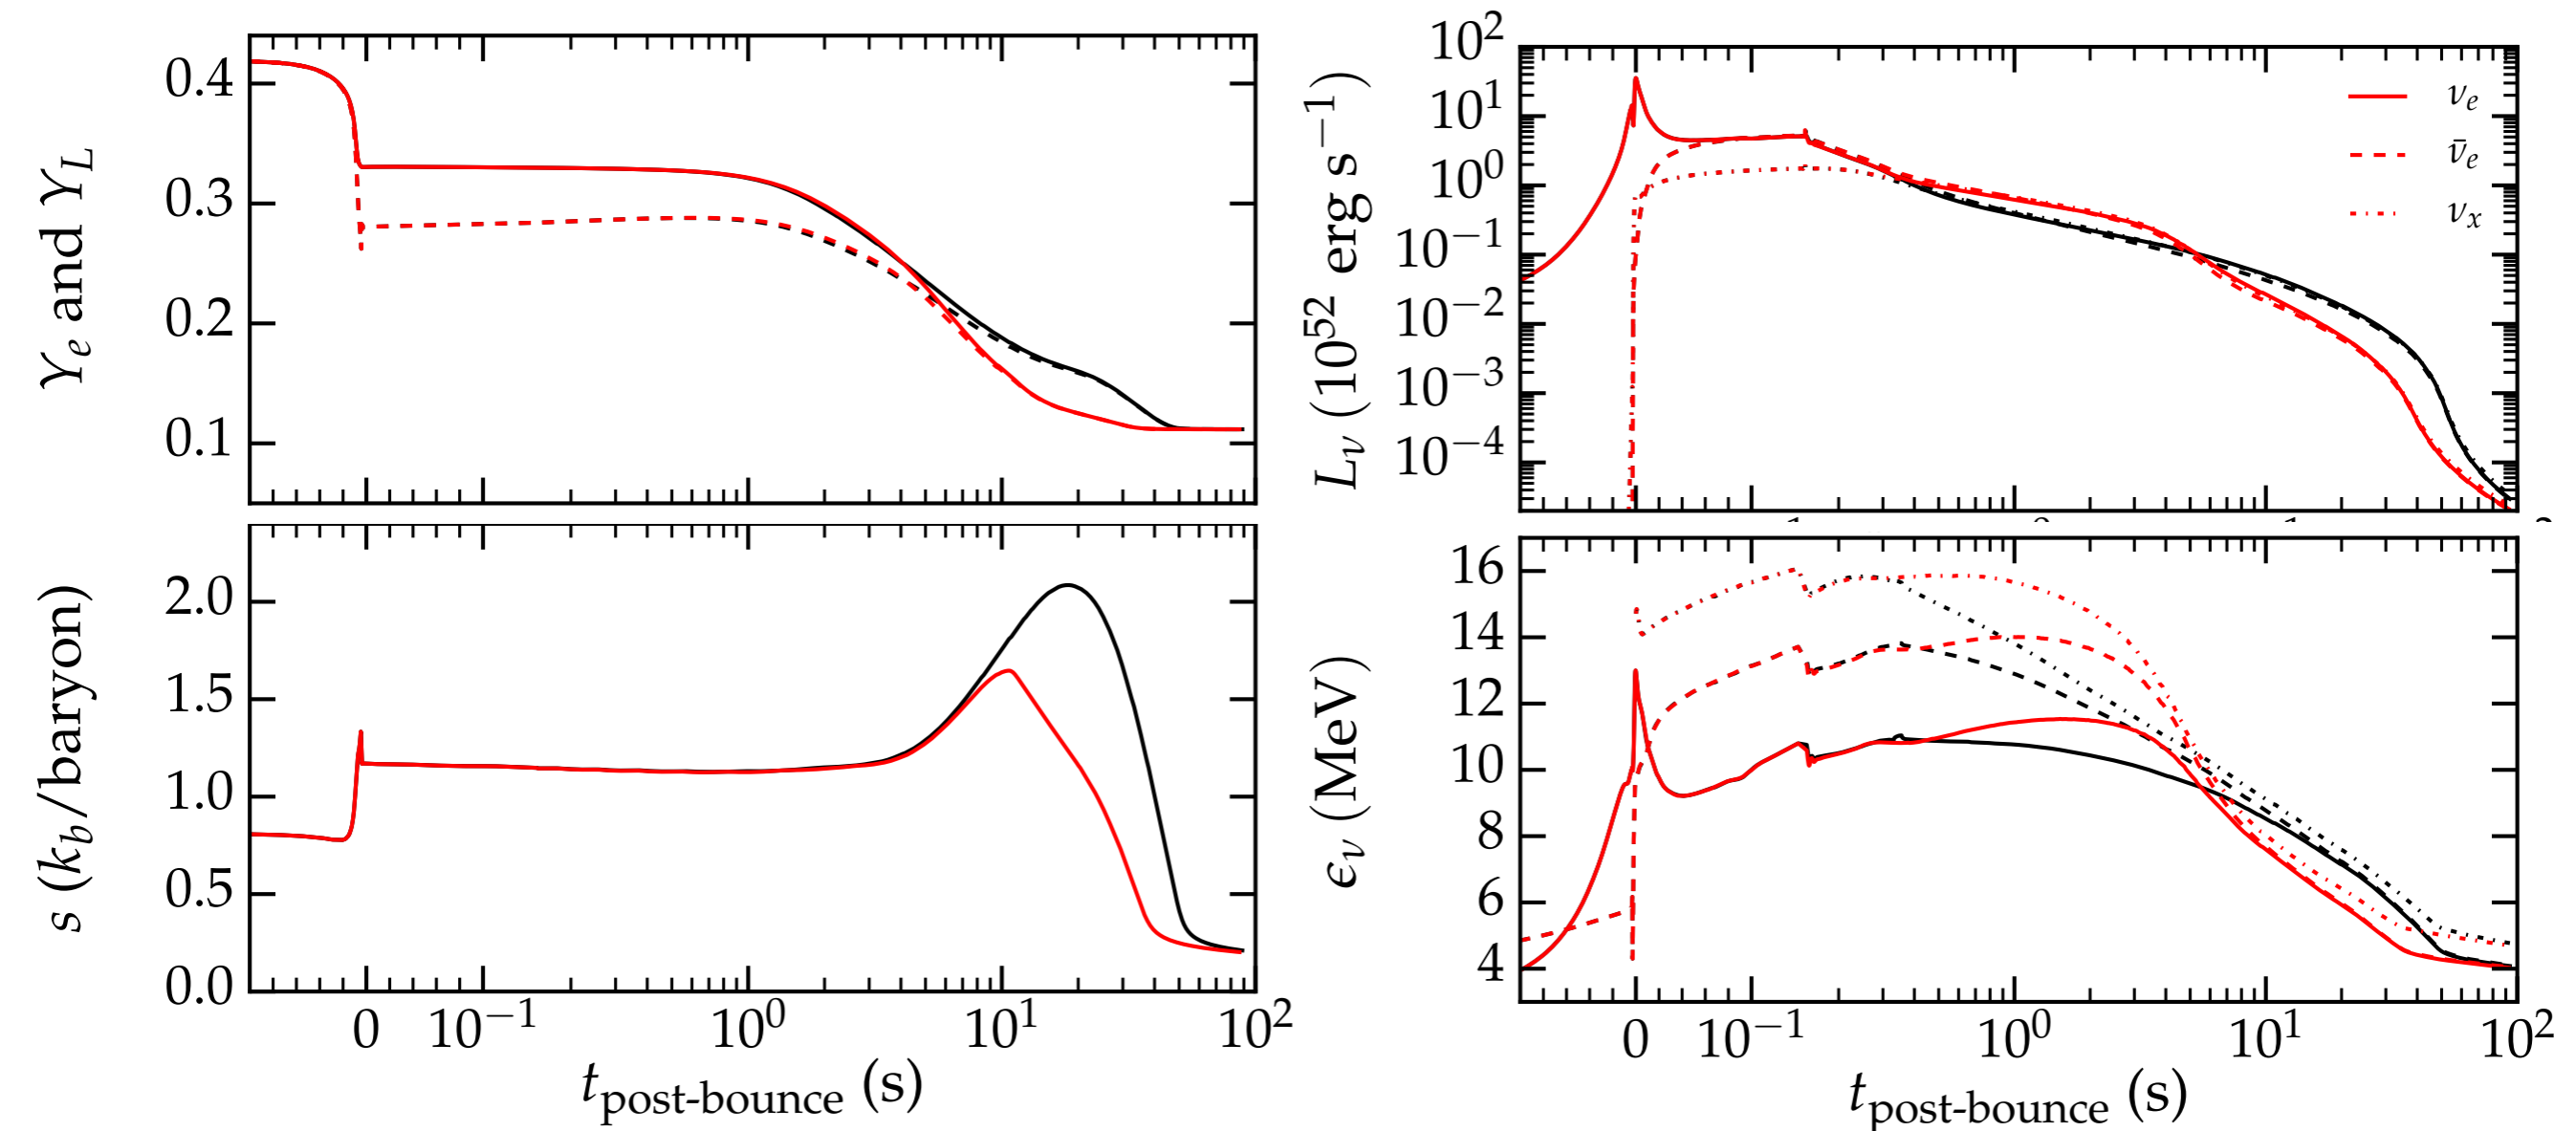 Y_e and Y_L
0.4
0.3
0.2
0.1
s (k_b/baryon)
2.0
1.5
1.0
0.5
0.0
0 10^−1 10^0 10^1 10^2
t_post-bounce (s)
L_ν (10^52 erg s^−1)
10^2
10^1
10^0
10^−1
10^−2
10^−3
10^−4
ν_e
ν̄_e
ν_x
ϵ_ν (MeV)
16
14
12
10
8
6
4
0 10^−1 10^0 10^1 10^2
t_post-bounce (s)